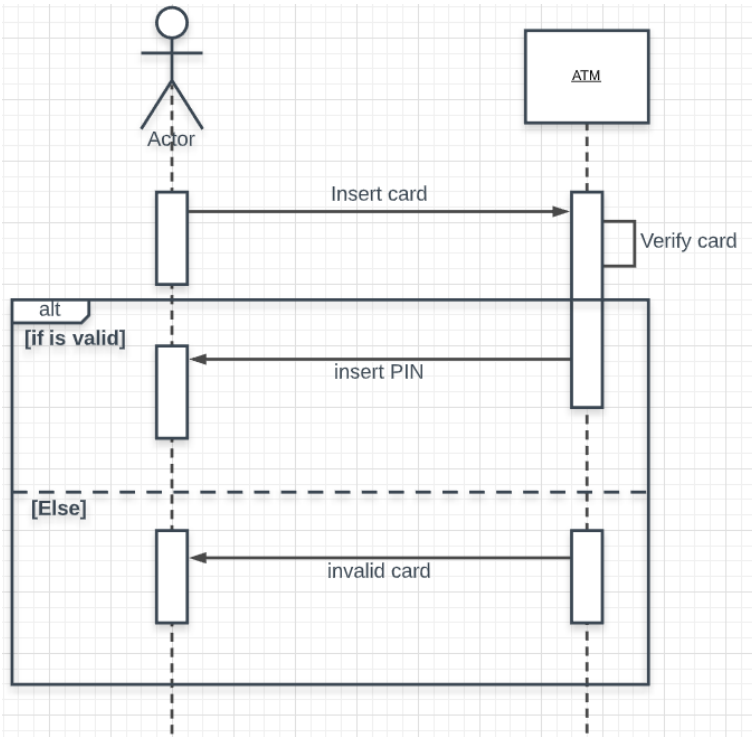 ATM
Actor
Insert card
Verify card
alt
[if is valid]
insert PIN
[Else]
invalid card